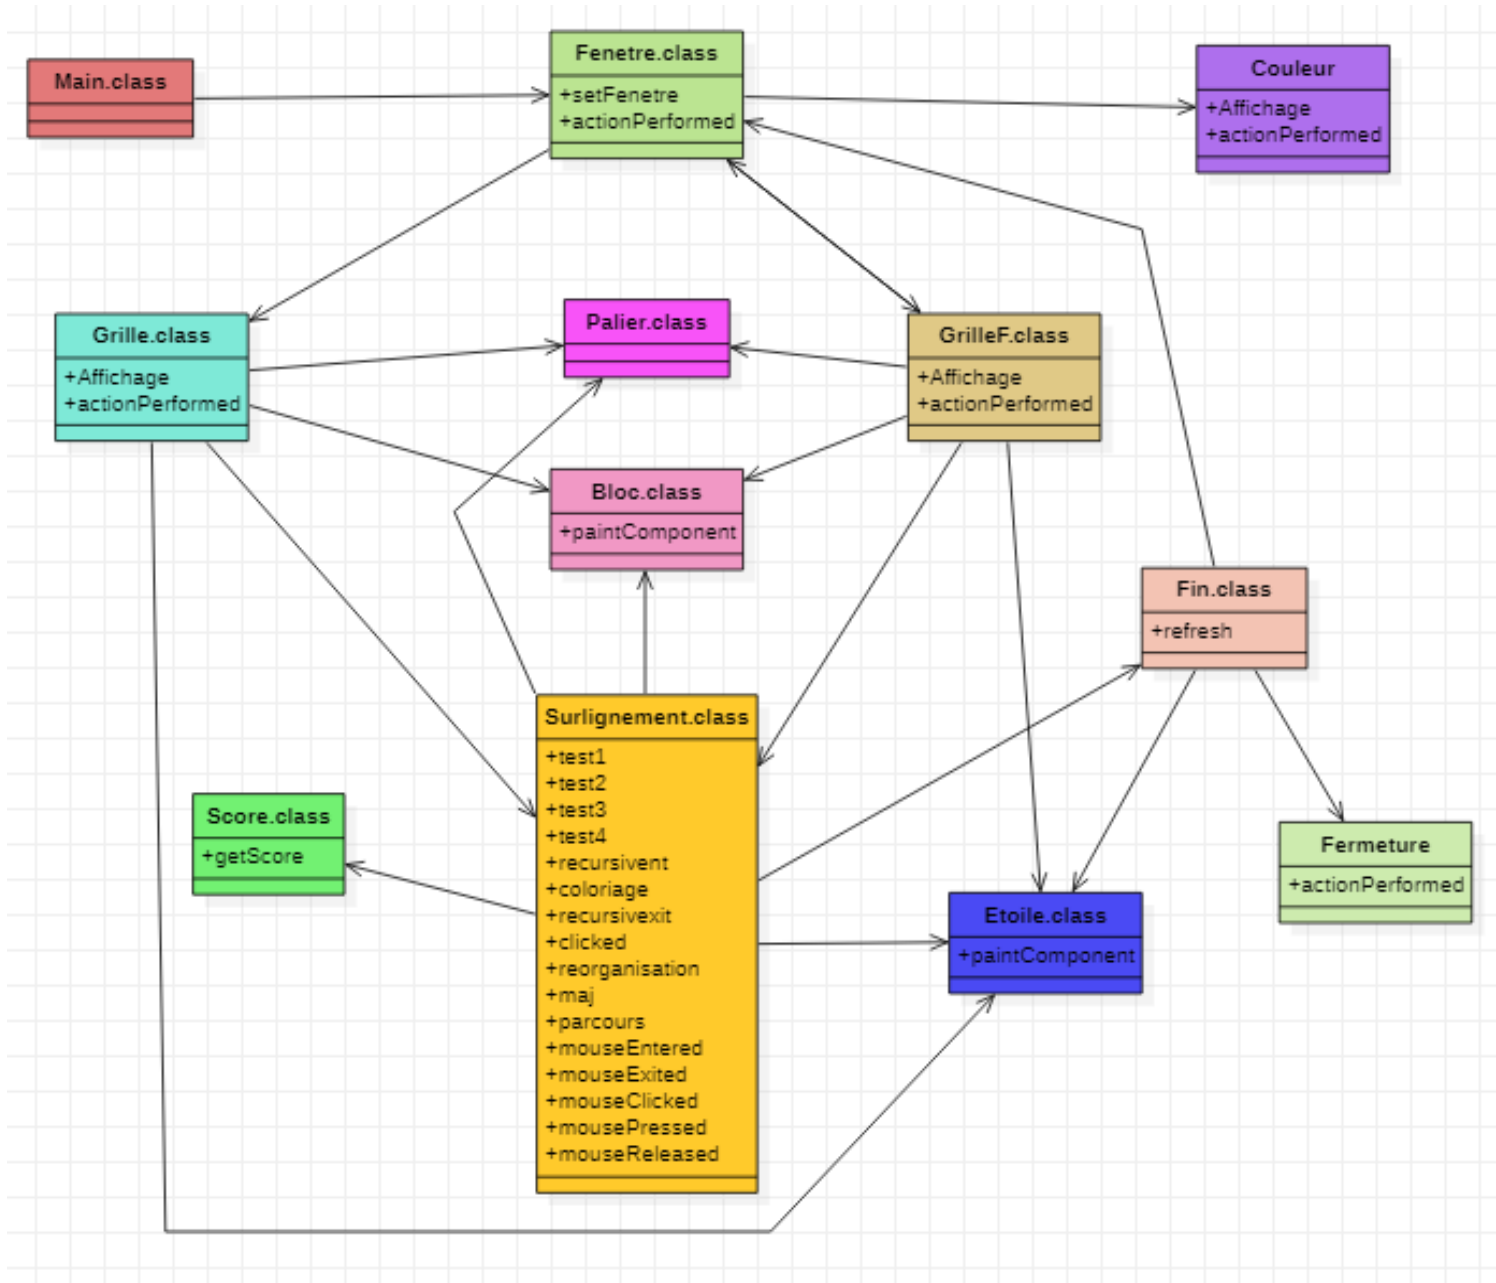 Main.class
Fenetre.class
+setFenetre
+actionPerformed
Couleur
+Affichage
+actionPerformed
Grille.class
+Affichage
+actionPerformed
Palier.class
GrilleF.class
+Affichage
+actionPerformed
Bloc.class
+paintComponent
Fin.class
+refresh
Surlignement.class
+test1
+test2
+test3
+test4
+recursivent
+coloriage
+recursivexit
+clicked
+reorganisation
+maj
+parcours
+mouseEntered
+mouseExited
+mouseClicked
+mousePressed
+mouseReleased
Score.class
+getScore
Fermeture
+actionPerformed
Etoile.class
+paintComponent